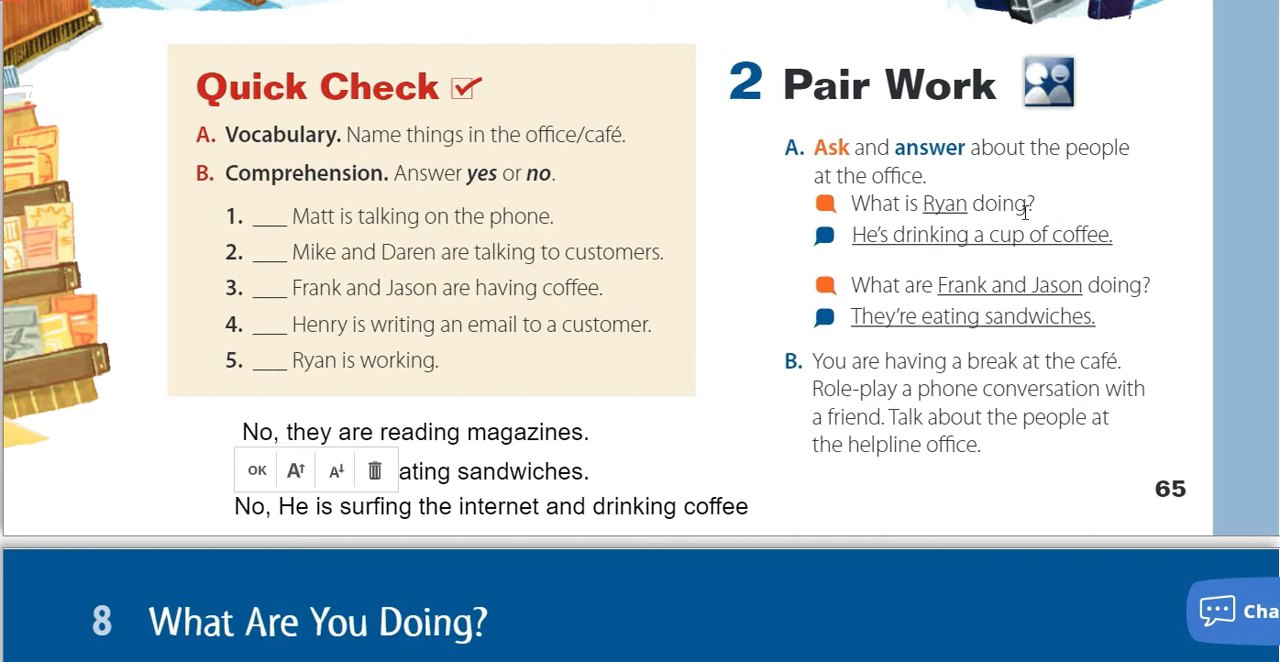 Quick Check
A. Vocabulary. Name things in the office/café.
B. Comprehension. Answer yes or no.
1. ___ Matt is talking on the phone.
2. ___ Mike and Daren are talking to customers.
3. ___ Frank and Jason are having coffee.
4. ___ Henry is writing an email to a customer.
5. ___ Ryan is working.
No, they are reading magazines.
OK A A ating sandwiches.
No, He is surfing the internet and drinking coffee
2 Pair Work
A. Ask and answer about the people
at the office.
What is Ryan doing?
He's drinking a cup of coffee.
What are Frank and Jason doing?
They're eating sandwiches.
B. You are having a break at the café.
Role-play a phone conversation with
a friend. Talk about the people at
the helpline office.
65
8 What Are You Doing?
Cha